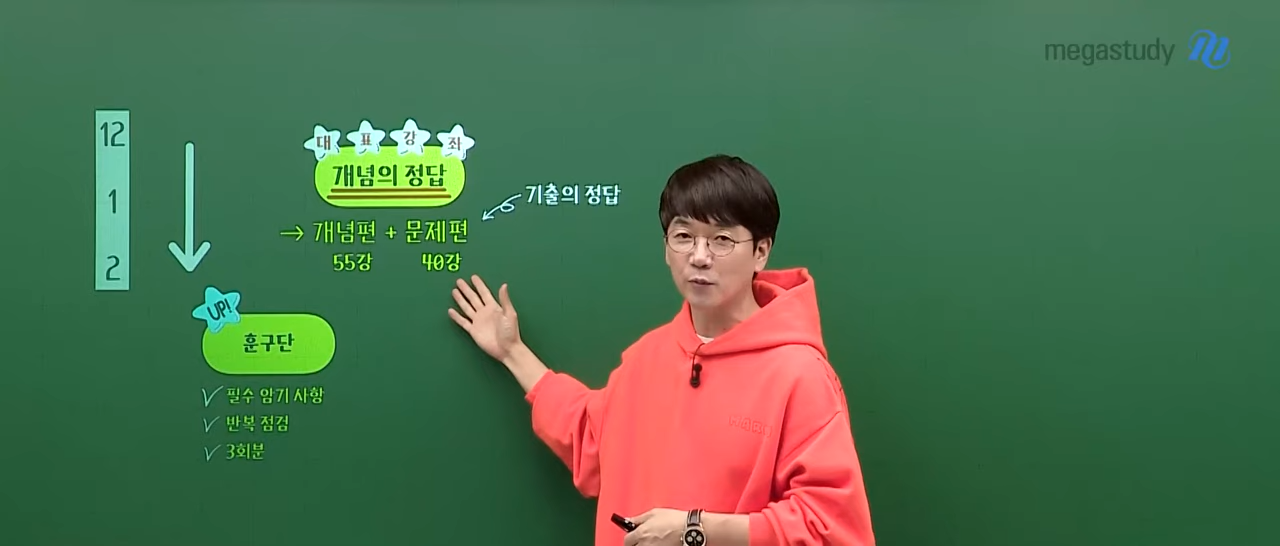 megastudy
12
1
2
대표강좌
개념의 정답
기출의 정답
→ 개념편 + 문제편
55강 40강
UP!
훈구단
✓ 필수 암기 사항
✓ 반복 점검
✓ 3회분